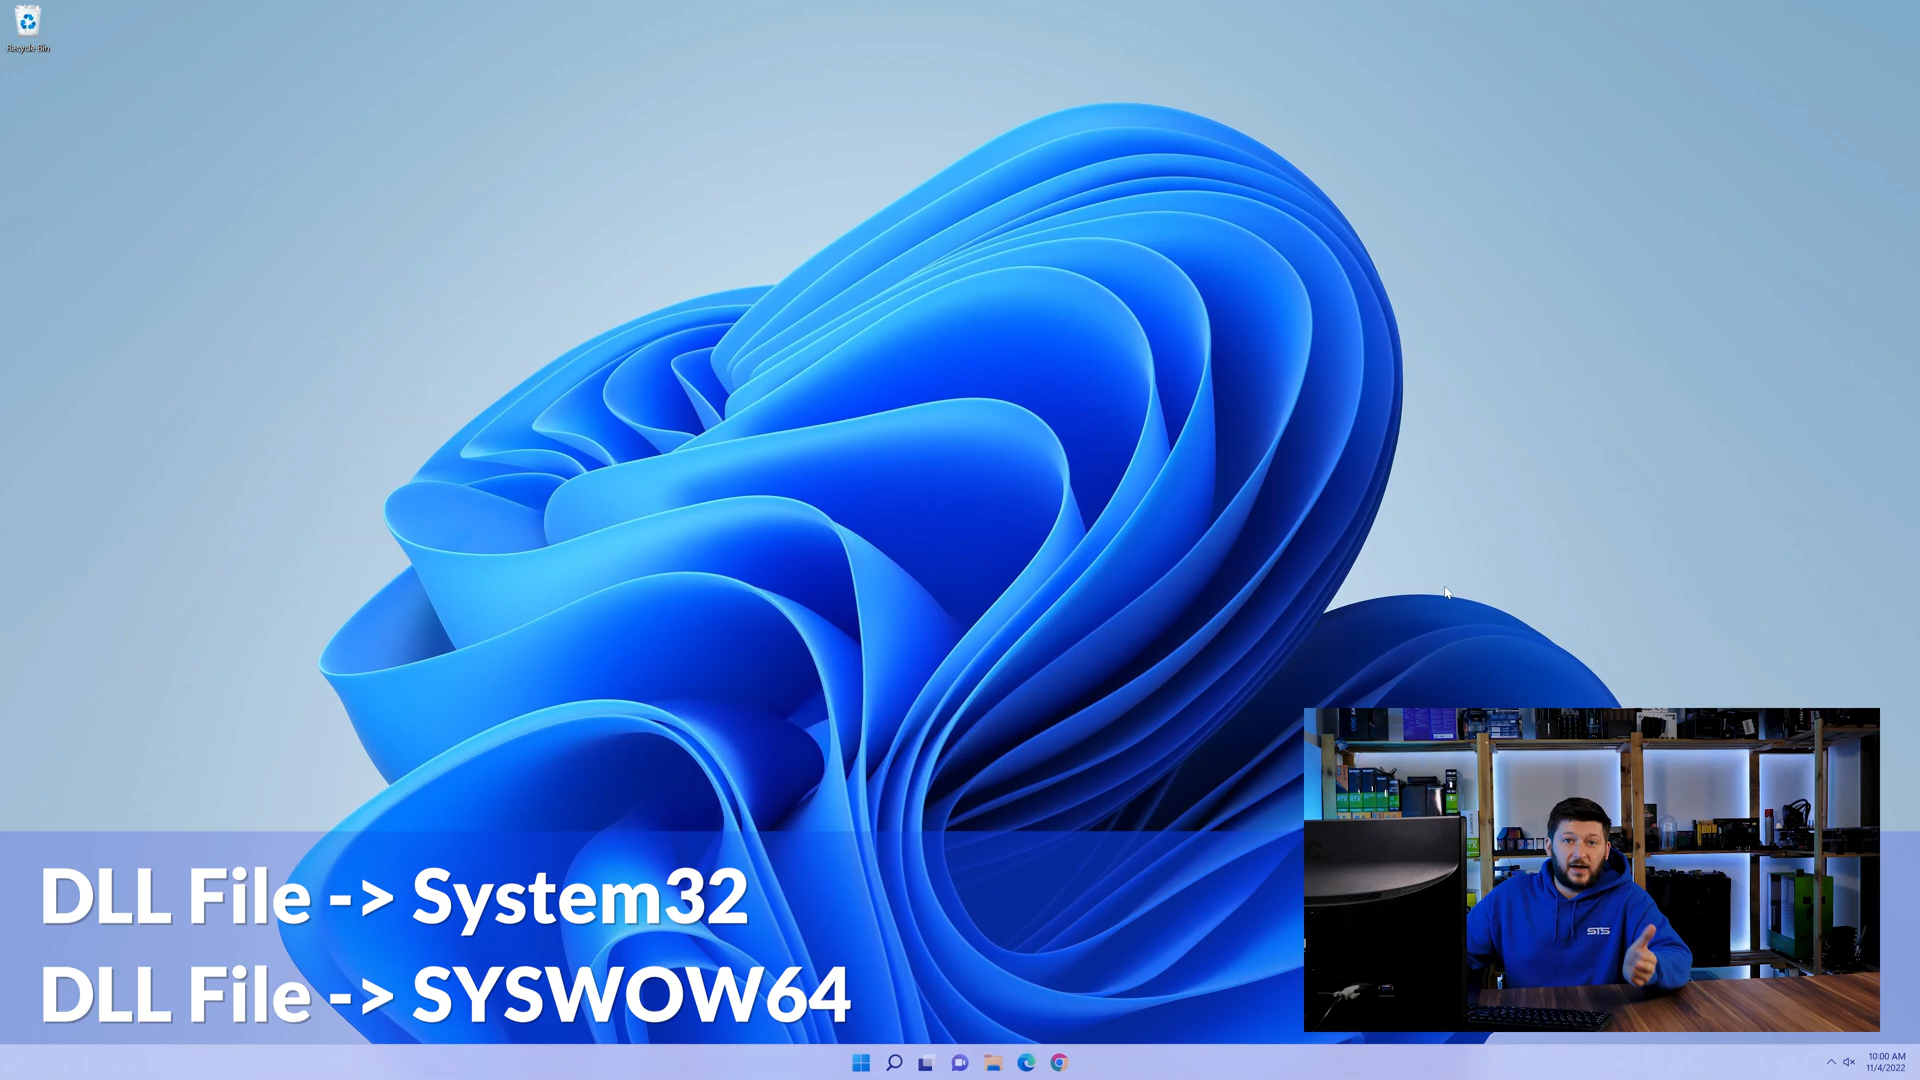 Recycle Bin
DLL File -> System32
DLL File -> SYSWOW64
STS
10:00 AM
11/4/2022